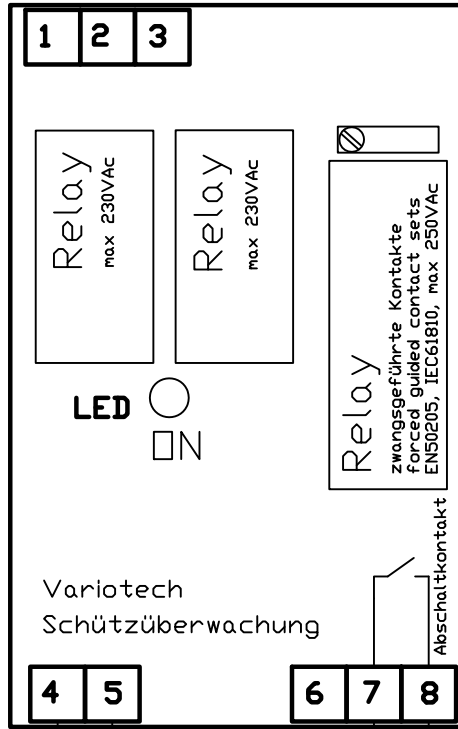 1 2 3
Relay
max 230VAc
Relay
max 230VAc
Relay
zwangsgeführte Kontakte
forced guided contact sets
EN50205, IEC61810, max 250VAc
LED
ON
Abschaltkontakt
Variotech
Schützüberwachung
4 5 6 7 8